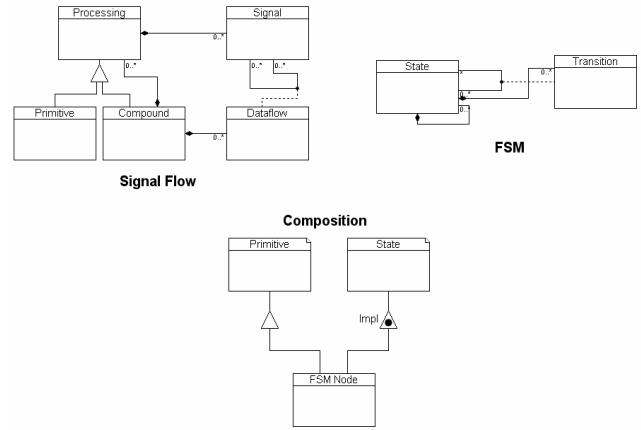 Processing
Signal
0..*
0..*
0..*
0..*
Primitive
Compound
Dataflow
0..*
Signal Flow
State
Transition
*
0..*
0..*
0..*
FSM
Composition
Primitive
State
Impl
FSM Node